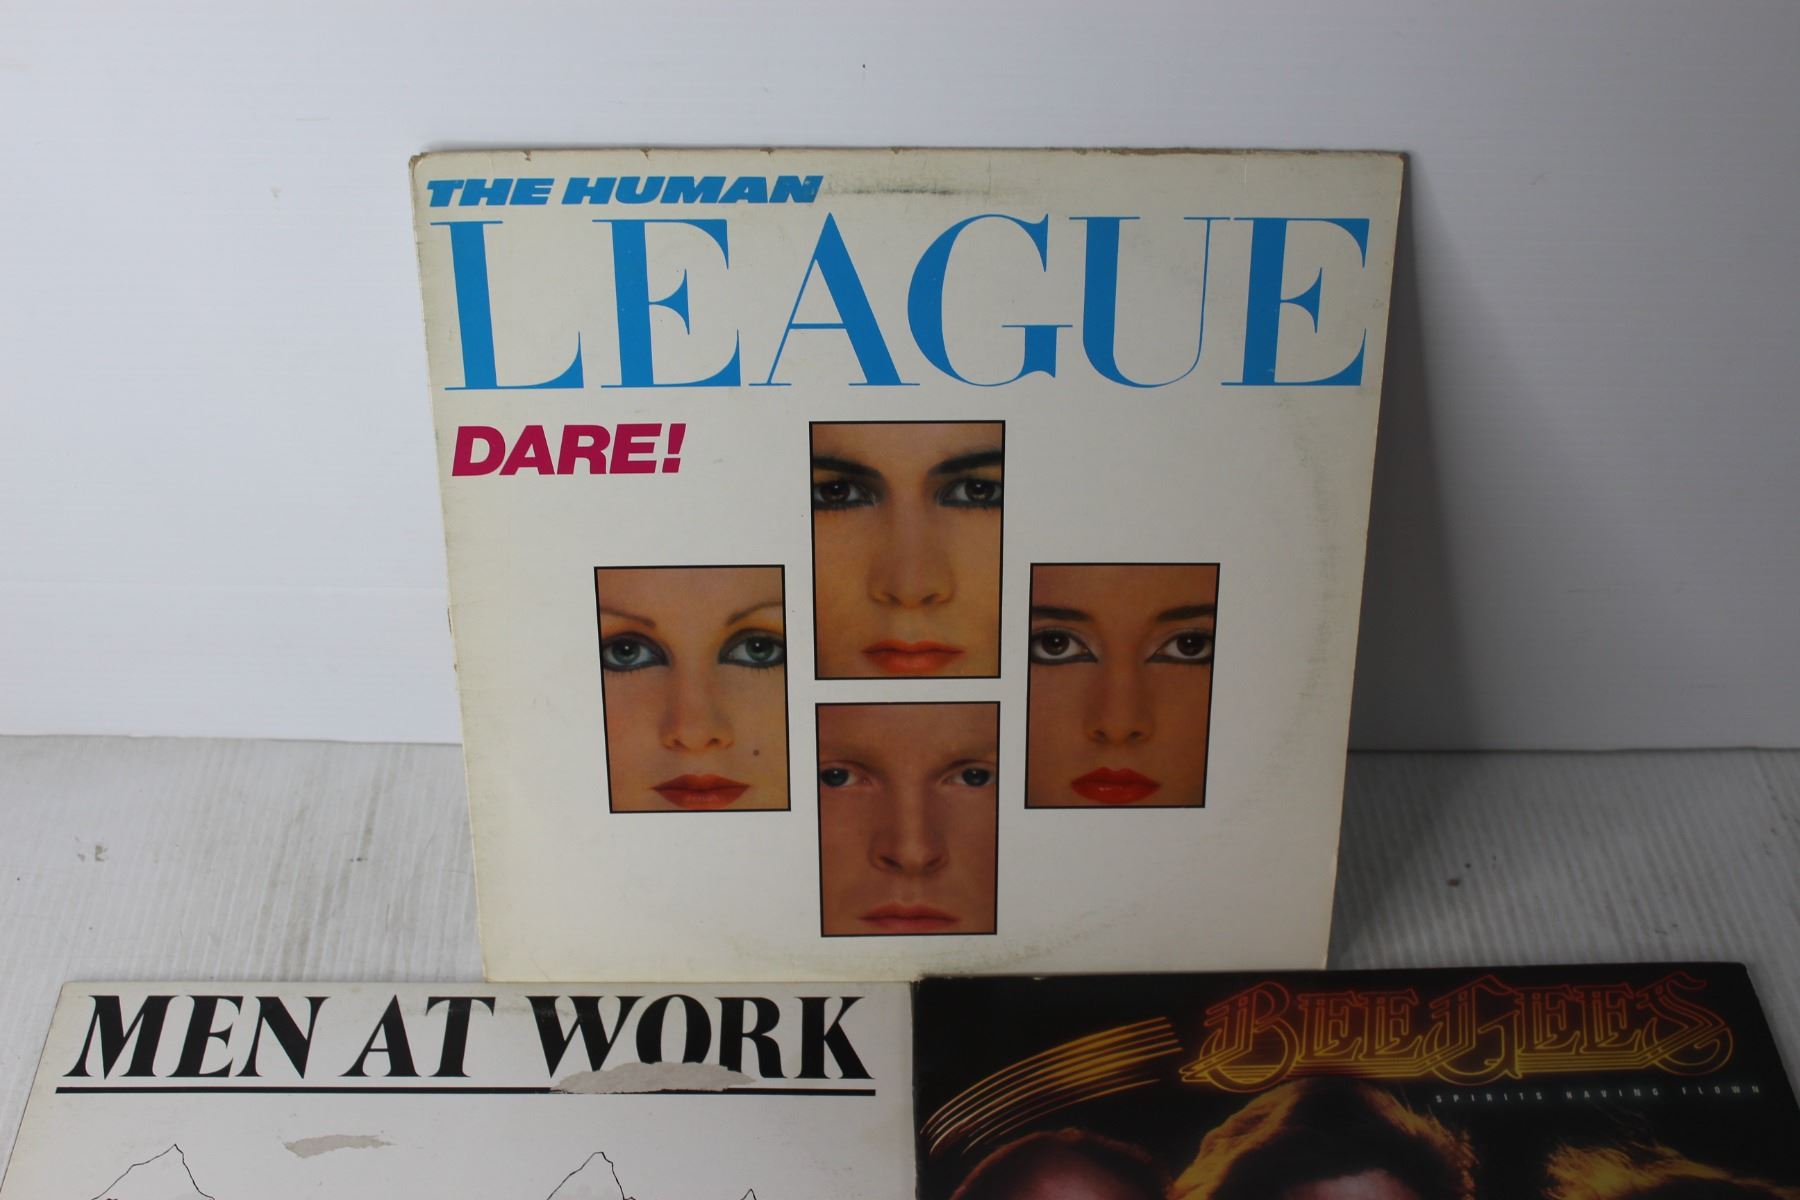 THE HUMAN
LEAGUE
DARE!
MEN AT WORK
BEE GEES
SPIRITS HAVING FLOWN